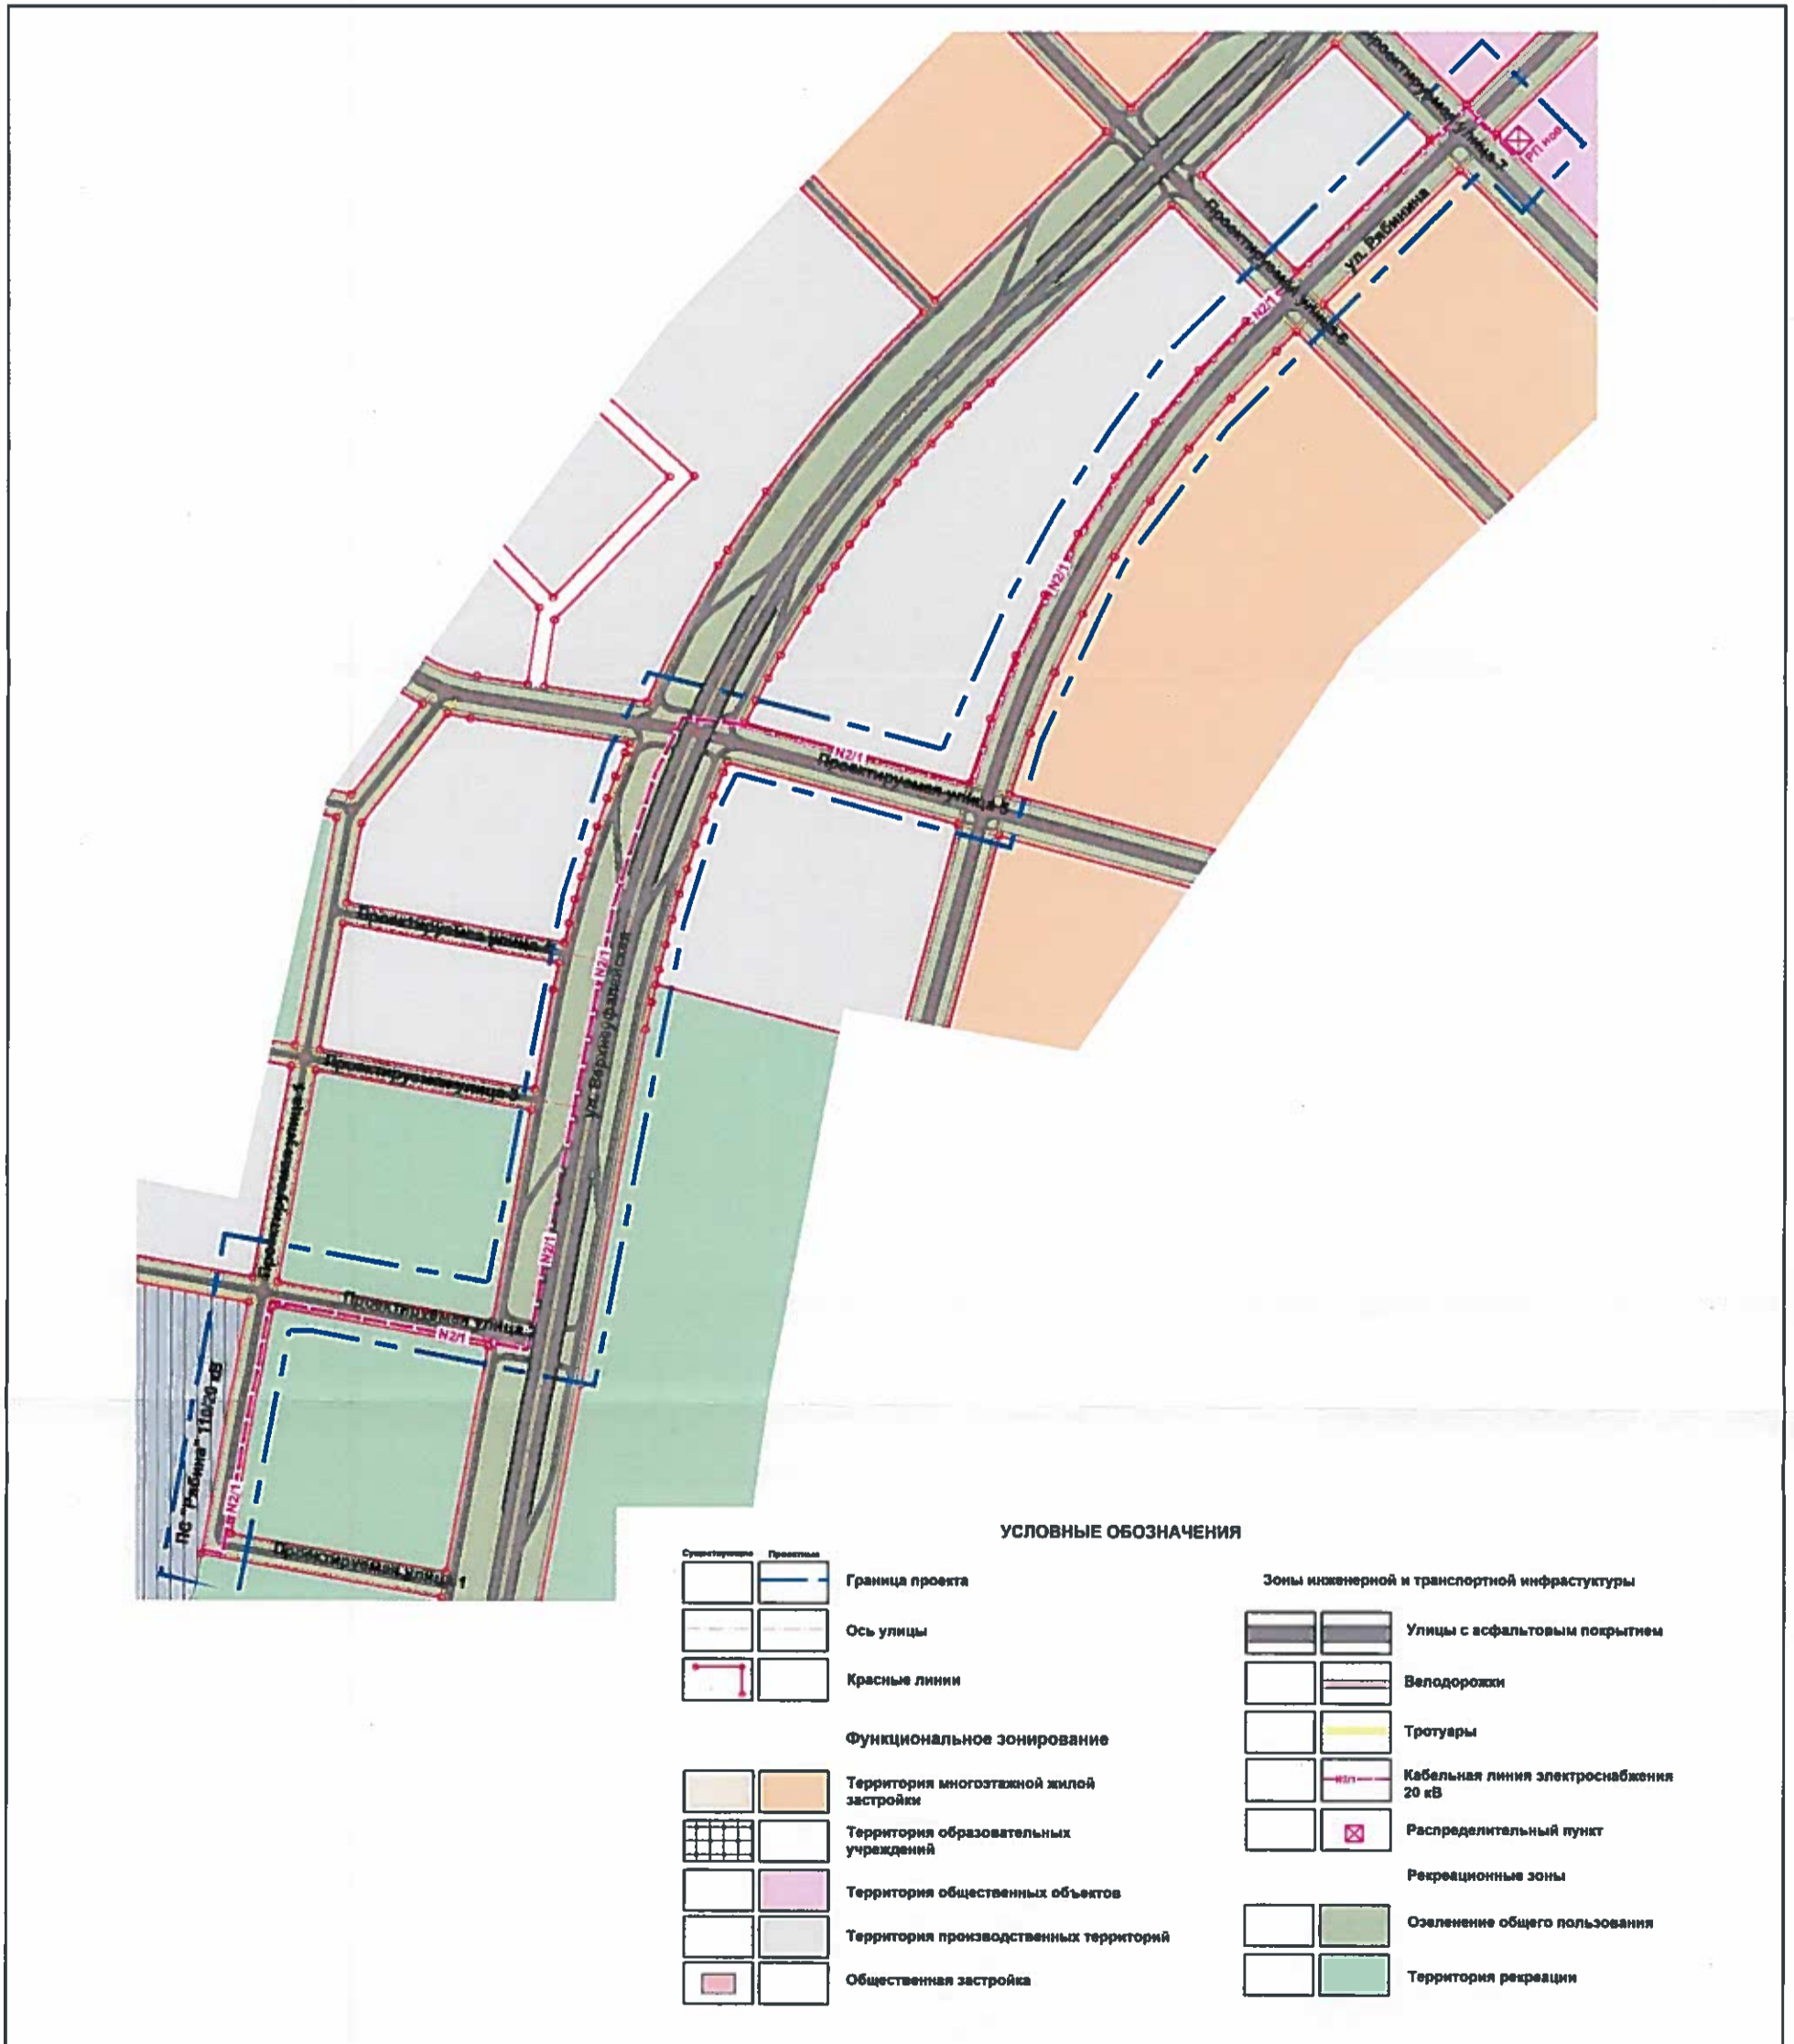 Проектируемая улица 7
РП нов
ул. Рябинина
Проектируемая улица 6
N2/1
N2/1
N2/1
Проектируемая улица 5
Проектируемая улица 4
N2/1
ул. Верхнеуфалейская
Проектируемая улица 3
Проектируемая улица 1
N2/1
Проектируемая улица 2
N2/1
ПС "Рябина" 110/20 кВ
N2/1
Проектируемая улица 1
УСЛОВНЫЕ ОБОЗНАЧЕНИЯ
Существующие Проектные
Граница проекта
Ось улицы
Красные линии
Функциональное зонирование
Территория многоэтажной жилой
застройки
Территория образовательных
учреждений
Территория общественных объектов
Территория производственных территорий
Общественная застройка
Зоны инженерной и транспортной инфрастуктуры
Улицы с асфальтовым покрытием
Велодорожки
Тротуары
N2/1
Кабельная линия электроснабжения
20 кВ
Распределительный пункт
Рекреационные зоны
Озеленение общего пользования
Территория рекреации